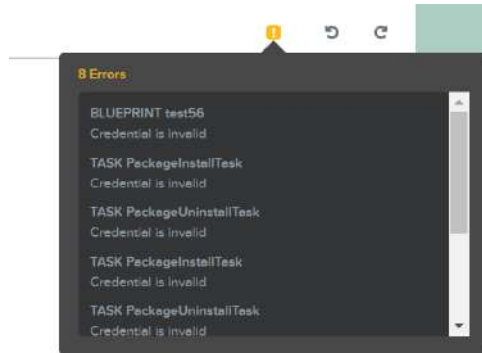 8 Errors
BLUEPRINT test56
Credential is invalid
TASK PackageInstallTask
Credential is invalid
TASK PackageUninstallTask
Credential is invalid
TASK PackageInstallTask
Credential is invalid
TASK PackageUninstallTask
Credential is invalid